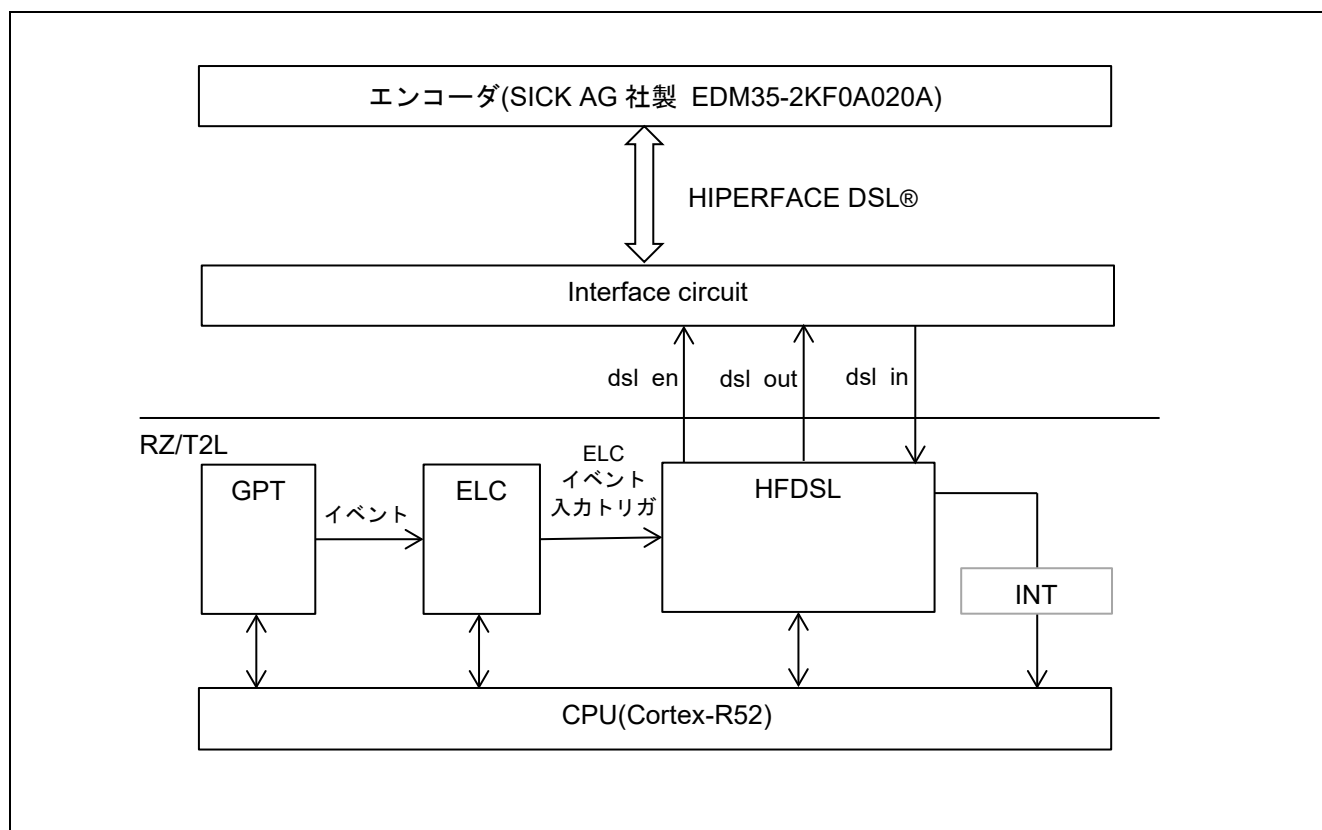 エンコーダ(SICK AG 社製 EDM35-2KF0A020A)
HIPERFACE DSL®
Interface circuit
dsl en
dsl out
dsl in
RZ/T2L
GPT
イベント
ELC
ELC
イベント
入力トリガ
HFDSL
INT
CPU(Cortex-R52)